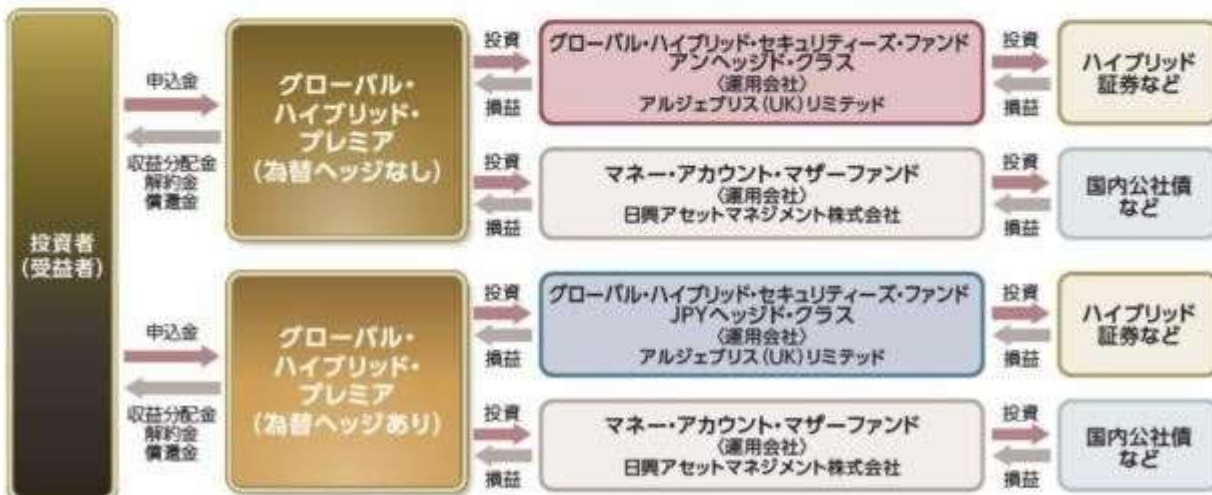 投資者
(受益者)
申込金
収益分配金
解約金
償還金
グローバル・
ハイブリッド・
プレミア
(為替ヘッジなし)
投資
損益
グローバル・ハイブリッド・セキュリティーズ・ファンド
アンヘッジド・クラス
〈運用会社〉
アルジェブリス(UK)リミテッド
投資
損益
ハイブリッド
証券など
投資
損益
マネー・アカウント・マザーファンド
〈運用会社〉
日興アセットマネジメント株式会社
投資
損益
国内公社債
など
申込金
収益分配金
解約金
償還金
グローバル・
ハイブリッド・
プレミア
(為替ヘッジあり)
投資
損益
グローバル・ハイブリッド・セキュリティーズ・ファンド
JPYヘッジド・クラス
〈運用会社〉
アルジェブリス(UK)リミテッド
投資
損益
ハイブリッド
証券など
投資
損益
マネー・アカウント・マザーファンド
〈運用会社〉
日興アセットマネジメント株式会社
投資
損益
国内公社債
など